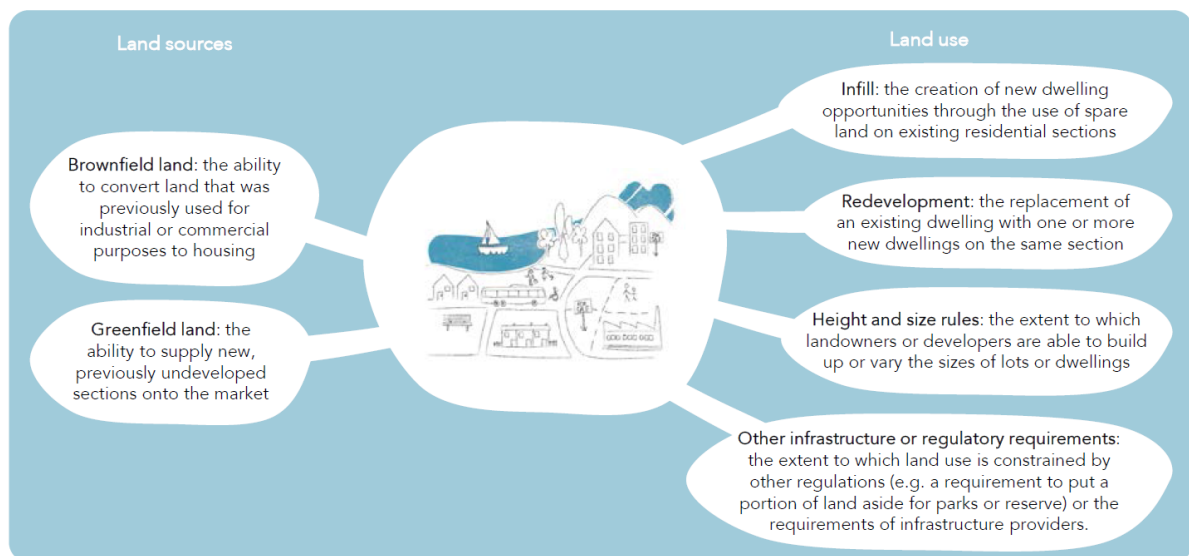 Land sources
Brownfield land: the ability
to convert land that was
previously used for
industrial or commercial
purposes to housing
Greenfield land: the
ability to supply new,
previously undeveloped
sections onto the market
Land use
Infill: the creation of new dwelling
opportunities through the use of spare
land on existing residential sections
Redevelopment: the replacement of
an existing dwelling with one or more
new dwellings on the same section
Height and size rules: the extent to which
landowners or developers are able to build
up or vary the sizes of lots or dwellings
Other infrastructure or regulatory requirements:
the extent to which land use is constrained by
other regulations (e.g. a requirement to put a
portion of land aside for parks or reserve) or the
requirements of infrastructure providers.